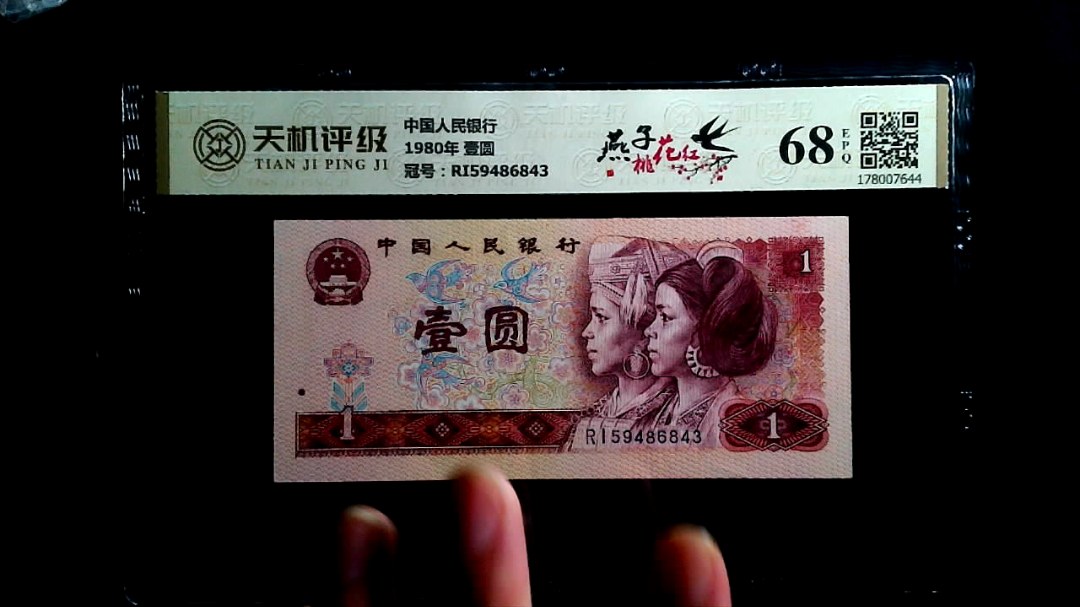 天机评级
TIAN JI PING JI
中国人民银行
1980年 壹圆
冠号：RI59486843
燕子
桃花红
68
EPQ
178007644
中国人民银行
1
壹圆
1
RI59486843
1